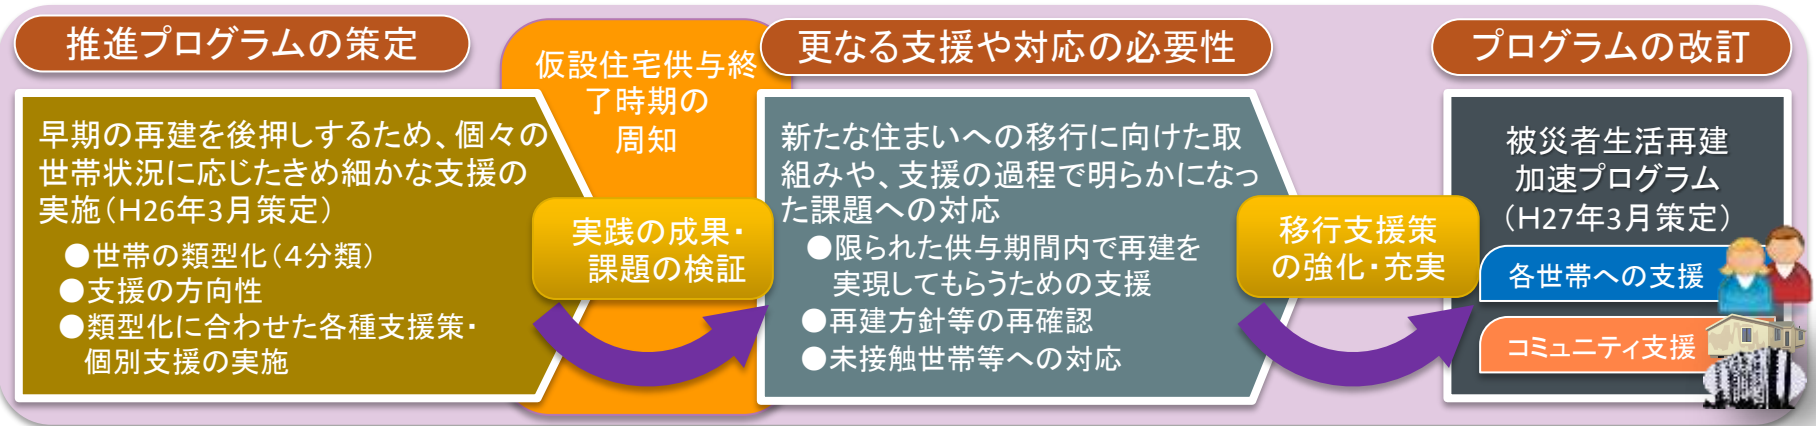 推進プログラムの策定
早期の再建を後押しするため、個々の
世帯状況に応じたきめ細かな支援の
実施（H26年3月策定）
●世帯の類型化（４分類）
●支援の方向性
●類型化に合わせた各種支援策・
個別支援の実施
仮設住宅供与終
了時期の
周知
実践の成果・
課題の検証
更なる支援や対応の必要性
新たな住まいへの移行に向けた取
組みや、支援の過程で明らかになっ
た課題への対応
●限られた供与期間内で再建を
実現してもらうための支援
●再建方針等の再確認
●未接触世帯等への対応
移行支援策
の強化・充実
プログラムの改訂
被災者生活再建
加速プログラム
（H27年3月策定）
各世帯への支援
コミュニティ支援